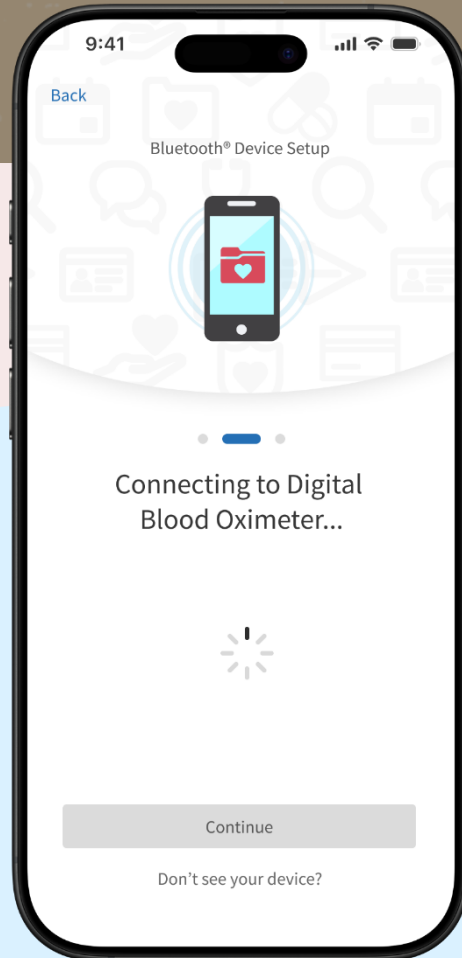 9:41
Back
Bluetooth® Device Setup
Connecting to Digital
Blood Oximeter...
Continue
Don’t see your device?